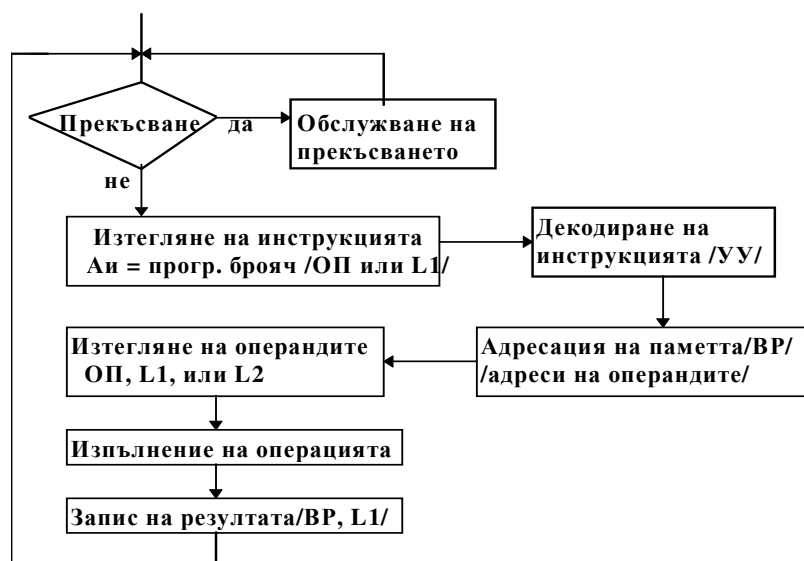 Прекъсване
да
Обслужване на
прекъсването
не
Изтегляне на инструкцията
Аи = прогр. брояч /ОП или L1/
Декодиране на
инструкцията /УУ/
Изтегляне на операндите
ОП, L1, или L2
Адресация на паметта/ВР/
/адреси на операндите/
Изпълнение на операцията
Запис на резултата/ВР, L1/